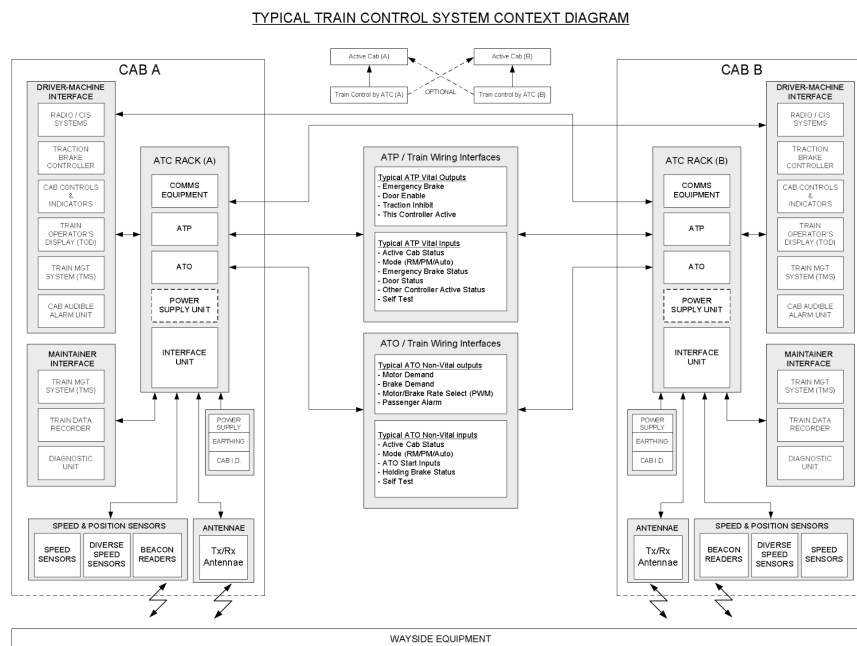 TYPICAL TRAIN CONTROL SYSTEM CONTEXT DIAGRAM
CAB A
DRIVER-MACHINE
INTERFACE
RADIO / CIS
SYSTEMS
TRACTION
BRAKE
CONTROLLER
CAB CONTROLS
&
INDICATORS
TRAIN
OPERATOR'S
DISPLAY (TOD)
TRAIN MGT
SYSTEM (TMS)
CAB AUDIBLE
ALARM UNIT
MAINTAINER
INTERFACE
TRAIN MGT
SYSTEM (TMS)
TRAIN DATA
RECORDER
DIAGNOSTIC
UNIT
ATC RACK (A)
COMMS
EQUIPMENT
ATP
ATO
POWER
SUPPLY UNIT
INTERFACE
UNIT
POWER
SUPPLY
EARTHING
CAB I.D.
SPEED & POSITION SENSORS
SPEED
SENSORS
DIVERSE
SPEED
SENSORS
BEACON
READERS
ANTENNAE
Tx/Rx
Antennae
Active Cab (A)
Active Cab (B)
OPTIONAL
Train Control by ATC (A)
Train control by ATC (B)
ATP / Train Wiring Interfaces
Typical ATP Vital Outputs
- Emergency Brake
- Door Enable
- Traction Inhibit
- This Controller Active
Typical ATP Vital Inputs
- Active Cab Status
- Mode (RM/PM/Auto)
- Emergency Brake Status
- Door Status
- Other Controller Active Status
- Self Test
ATO / Train Wiring Interfaces
Typical ATO Non-Vital outputs
- Motor Demand
- Brake Demand
- Motor/Brake Rate Select (PWM)
- Passenger Alarm
Typical ATO Non-Vital inputs
- Active Cab Status
- Mode (RM/PM/Auto)
- ATO Start Inputs
- Holding Brake Status
- Self Test
CAB B
ATC RACK (B)
COMMS
EQUIPMENT
ATP
ATO
POWER
SUPPLY UNIT
INTERFACE
UNIT
POWER
SUPPLY
EARTHING
CAB I.D.
DRIVER-MACHINE
INTERFACE
RADIO / CIS
SYSTEMS
TRACTION
BRAKE
CONTROLLER
CAB CONTROLS
&
INDICATORS
TRAIN
OPERATOR'S
DISPLAY (TOD)
TRAIN MGT
SYSTEM (TMS)
CAB AUDIBLE
ALARM UNIT
MAINTAINER
INTERFACE
TRAIN MGT
SYSTEM (TMS)
TRAIN DATA
RECORDER
DIAGNOSTIC
UNIT
ANTENNAE
Tx/Rx
Antennae
SPEED & POSITION SENSORS
BEACON
READERS
DIVERSE
SPEED
SENSORS
SPEED
SENSORS
WAYSIDE EQUIPMENT